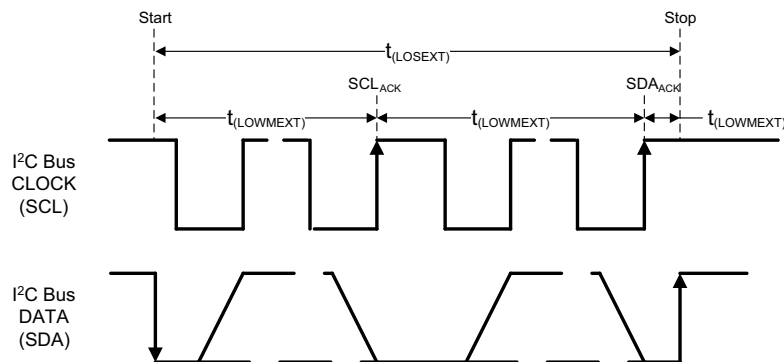 Start
Stop
t(LOSEXT)
SCLACK
SDAACK
t(LOWMEXT)
t(LOWMEXT)
t(LOWMEXT)
I2C Bus
CLOCK
(SCL)
I2C Bus
DATA
(SDA)